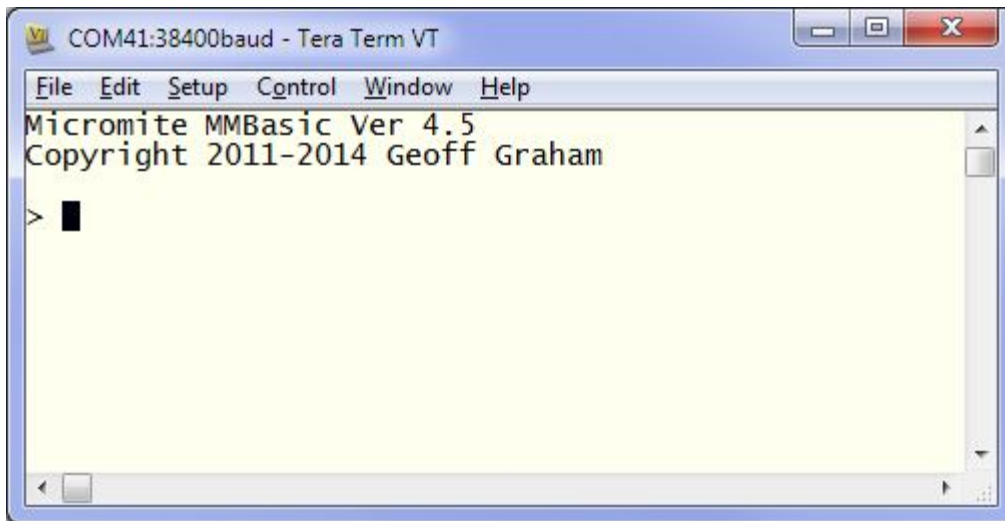 COM41:38400baud - Tera Term VT
File Edit Setup Control Window Help
Micromite MMBasic Ver 4.5
Copyright 2011-2014 Geoff Graham
>